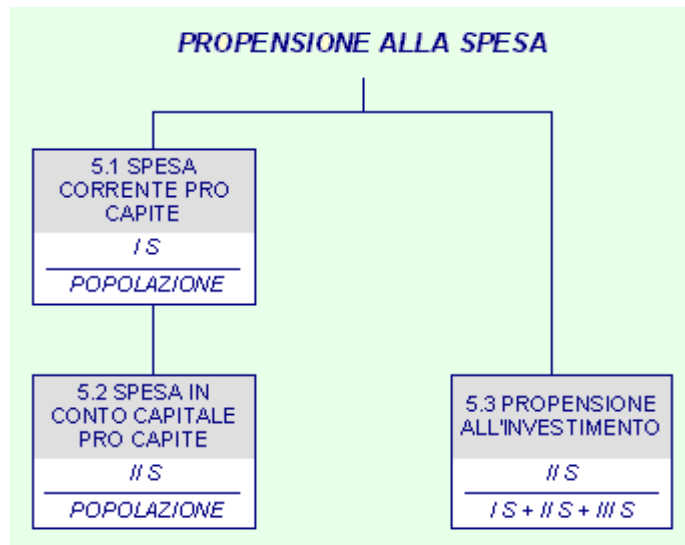 PROPENSIONE ALLA SPESA
5.1 SPESA
CORRENTE PRO
CAPITE
I S
POPOLAZIONE
5.2 SPESA IN
CONTO CAPITALE
PRO CAPITE
II S
POPOLAZIONE
5.3 PROPENSIONE
ALL'INVESTIMENTO
II S
I S + II S + III S